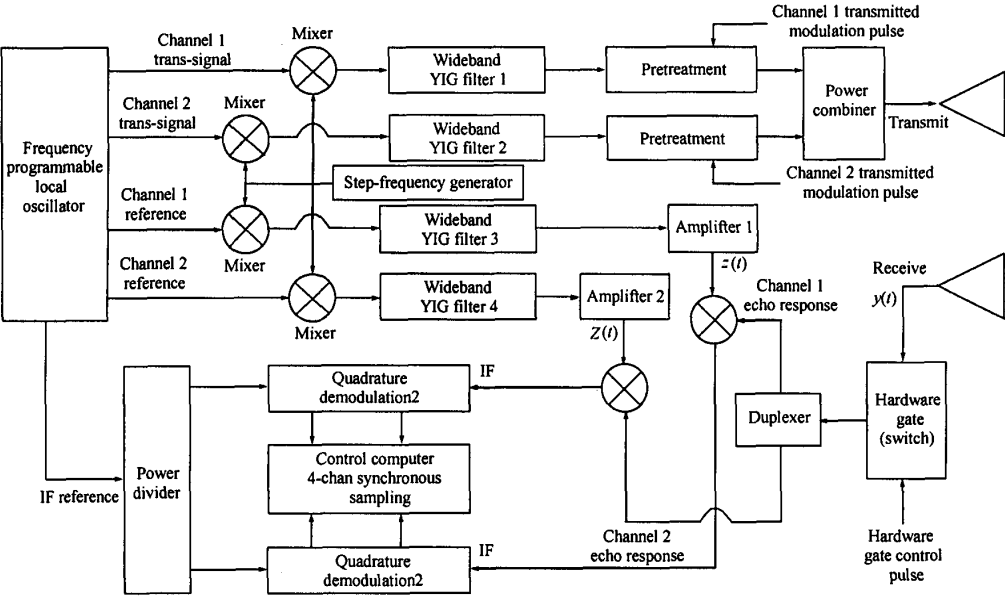 Channel 1 transmitted
modulation pulse
Channel 1
trans-signal
Mixer
Wideband
YIG filter 1
Pretreatment
Channel 2
trans-signal
Mixer
Power
combiner
Transmit
Frequency
programmable
local
oscillator
Wideband
YIG filter 2
Pretreatment
Step-frequency generator
Channel 2 transmitted
modulation pulse
Channel 1
reference
Mixer
Wideband
YIG filter 3
Amplifter 1
z(t)
Channel 2
reference
Mixer
Wideband
YIG filter 4
Amplifter 2
Z(t)
Channel 1
echo response
Receive
y(t)
Quadrature
demodulation2
IF
Duplexer
Hardware
gate
(switch)
Power
divider
IF reference
Control computer
4-chan synchronous
sampling
Channel 2
echo response
Quadrature
demodulation2
IF
Hardware
gate control
pulse